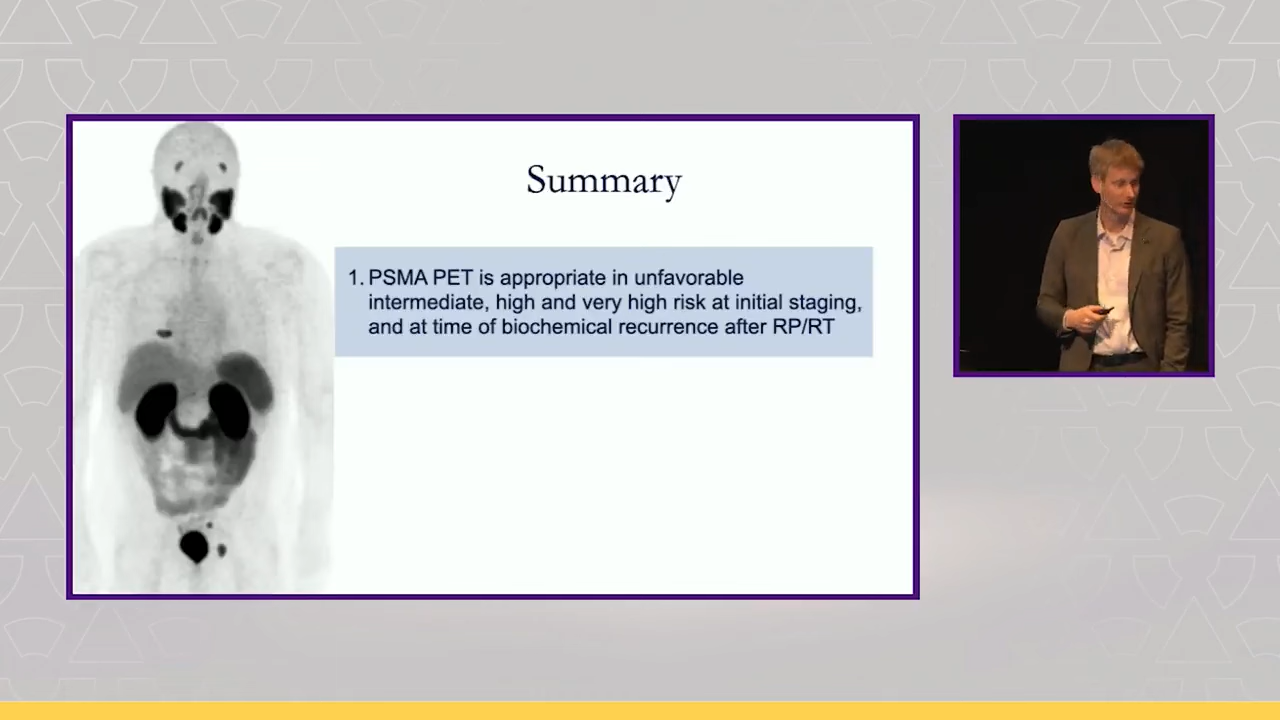 Summary
1. PSMA PET is appropriate in unfavorable
intermediate, high and very high risk at initial staging,
and at time of biochemical recurrence after RP/RT